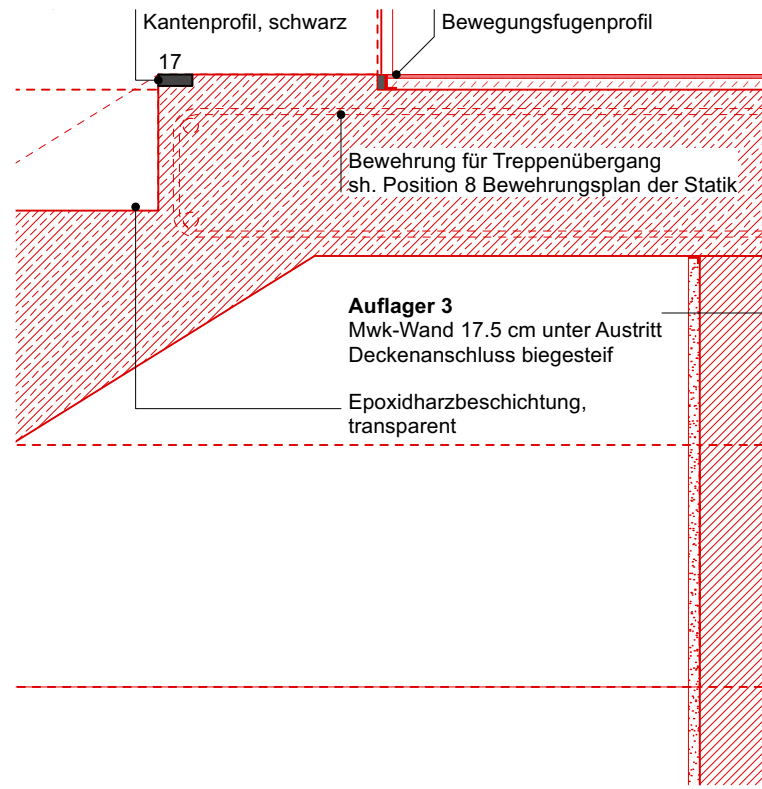 Kantenprofil, schwarz
Bewegungsfugenprofil
17
Bewehrung für Treppenübergang
sh. Position 8 Bewehrungsplan der Statik
Auflager 3
Mwk-Wand 17.5 cm unter Austritt
Deckenanschluss biegesteif
Epoxidharzbeschichtung,
transparent